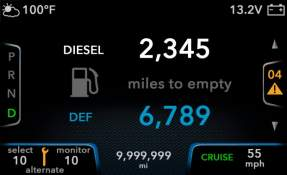 100°F
13.2V
DIESEL 2,345
P
R
N
D
miles to empty
04
DEF 6,789
select monitor
10 10
alternate
9,999,999
mi
CRUISE 55
mph